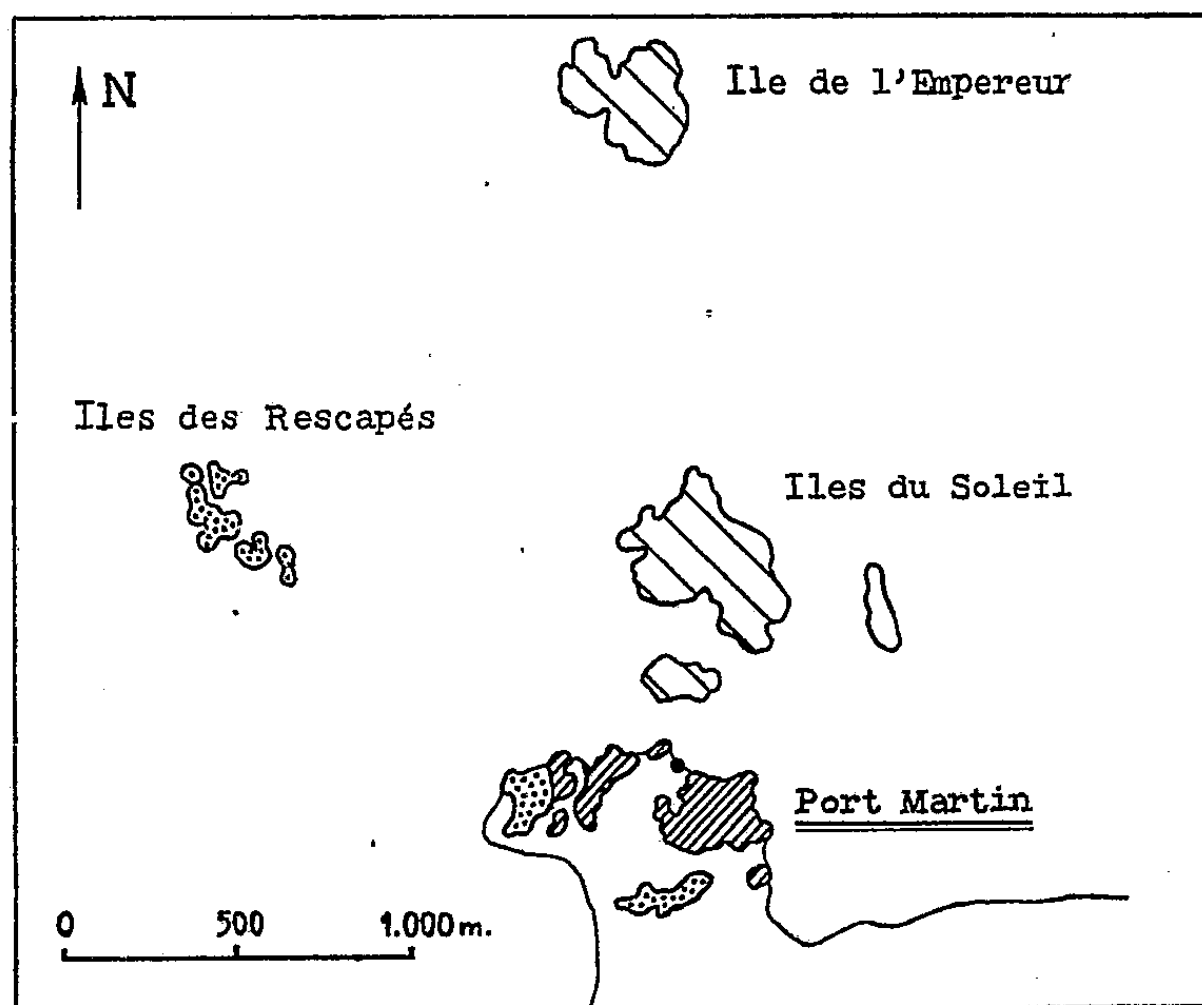 N
Ile de l'Empereur
Iles des Rescapés
Iles du Soleil
Port Martin
0 500 1.000 m.